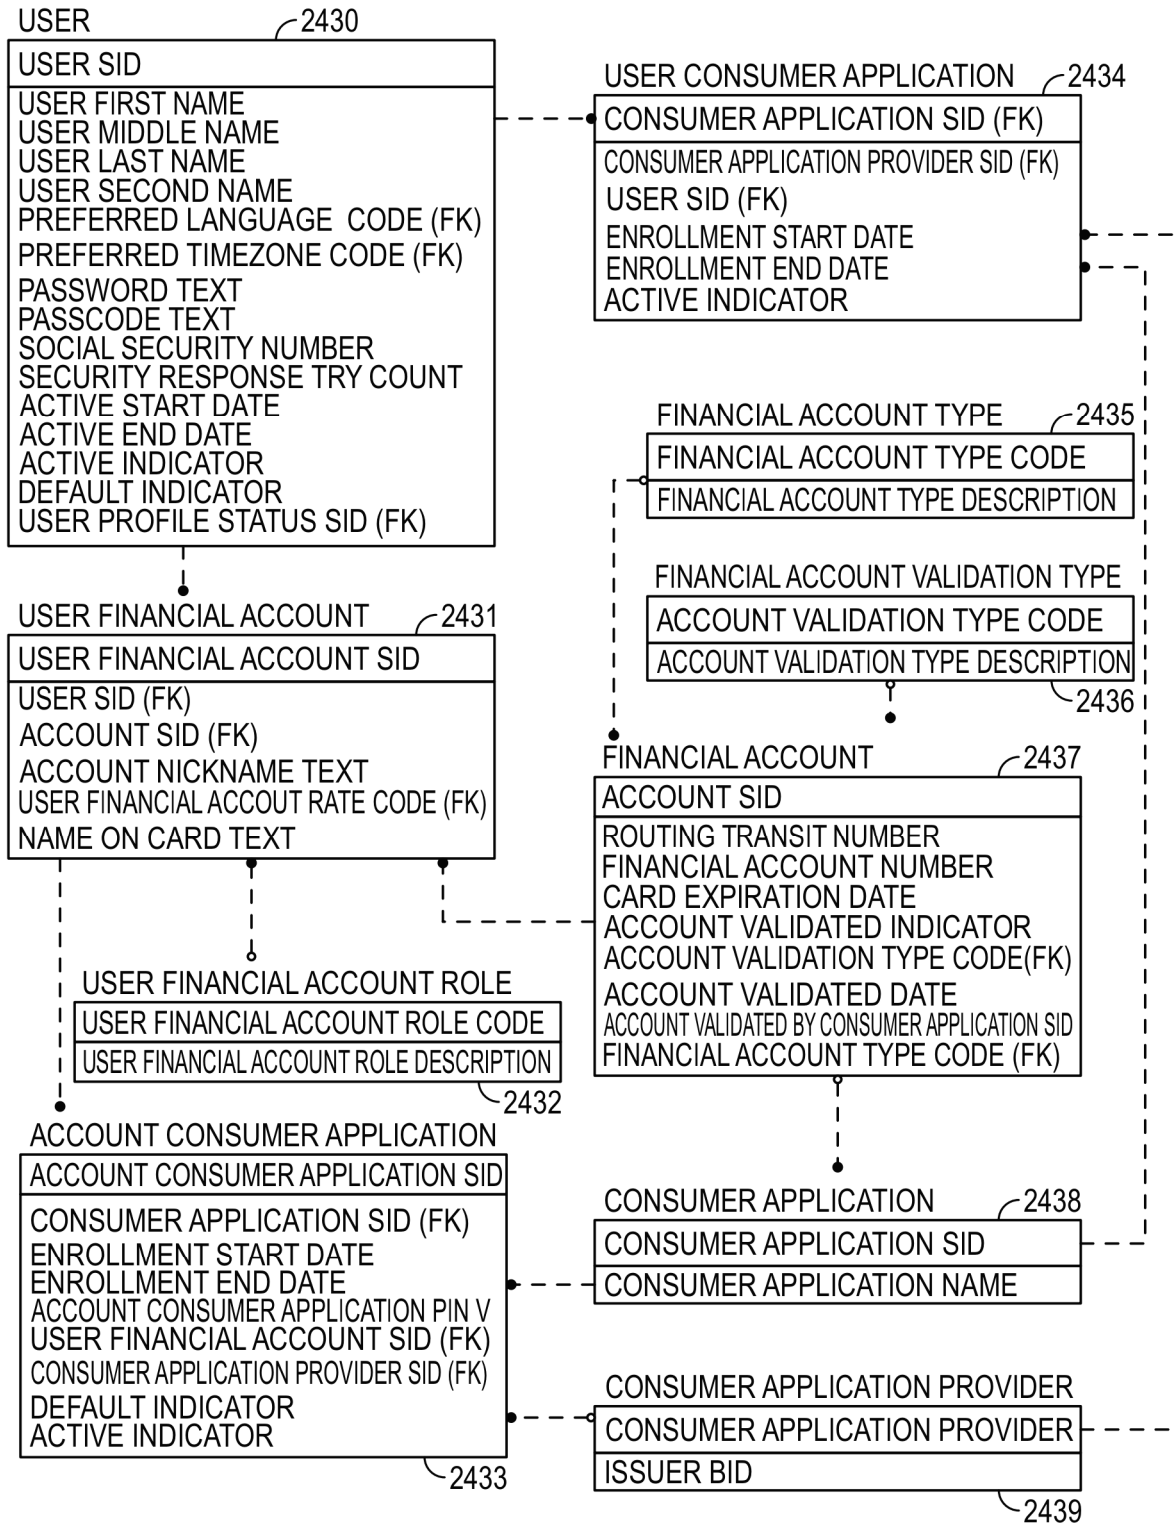 USER
2430
USER SID
USER FIRST NAME
USER MIDDLE NAME
USER LAST NAME
USER SECOND NAME
PREFERRED LANGUAGE CODE (FK)
PREFERRED TIMEZONE CODE (FK)
PASSWORD TEXT
PASSCODE TEXT
SOCIAL SECURITY NUMBER
SECURITY RESPONSE TRY COUNT
ACTIVE START DATE
ACTIVE END DATE
ACTIVE INDICATOR
DEFAULT INDICATOR
USER PROFILE STATUS SID (FK)
USER FINANCIAL ACCOUNT
2431
USER FINANCIAL ACCOUNT SID
USER SID (FK)
ACCOUNT SID (FK)
ACCOUNT NICKNAME TEXT
USER FINANCIAL ACCOUT RATE CODE (FK)
NAME ON CARD TEXT
USER FINANCIAL ACCOUNT ROLE
USER FINANCIAL ACCOUNT ROLE CODE
USER FINANCIAL ACCOUNT ROLE DESCRIPTION
2432
ACCOUNT CONSUMER APPLICATION
ACCOUNT CONSUMER APPLICATION SID
CONSUMER APPLICATION SID (FK)
ENROLLMENT START DATE
ENROLLMENT END DATE
ACCOUNT CONSUMER APPLICATION PIN V
USER FINANCIAL ACCOUNT SID (FK)
CONSUMER APPLICATION PROVIDER SID (FK)
DEFAULT INDICATOR
ACTIVE INDICATOR
2433
USER CONSUMER APPLICATION
2434
CONSUMER APPLICATION SID (FK)
CONSUMER APPLICATION PROVIDER SID (FK)
USER SID (FK)
ENROLLMENT START DATE
ENROLLMENT END DATE
ACTIVE INDICATOR
FINANCIAL ACCOUNT TYPE
2435
FINANCIAL ACCOUNT TYPE CODE
FINANCIAL ACCOUNT TYPE DESCRIPTION
FINANCIAL ACCOUNT VALIDATION TYPE
ACCOUNT VALIDATION TYPE CODE
ACCOUNT VALIDATION TYPE DESCRIPTION
2436
FINANCIAL ACCOUNT
2437
ACCOUNT SID
ROUTING TRANSIT NUMBER
FINANCIAL ACCOUNT NUMBER
CARD EXPIRATION DATE
ACCOUNT VALIDATED INDICATOR
ACCOUNT VALIDATION TYPE CODE(FK)
ACCOUNT VALIDATED DATE
ACCOUNT VALIDATED BY CONSUMER APPLICATION SID
FINANCIAL ACCOUNT TYPE CODE (FK)
CONSUMER APPLICATION
2438
CONSUMER APPLICATION SID
CONSUMER APPLICATION NAME
CONSUMER APPLICATION PROVIDER
CONSUMER APPLICATION PROVIDER
ISSUER BID
2439